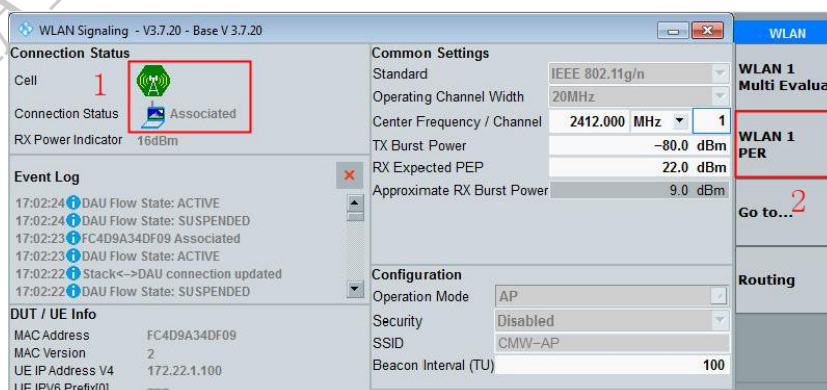 WLAN Signaling - V3.7.20 - Base V 3.7.20
Connection Status
Cell
1
Connection Status Associated
RX Power Indicator 16dBm
Event Log
17:02:24 DAU Flow State: ACTIVE
17:02:24 DAU Flow State: SUSPENDED
17:02:23 FC4D9A34DF09 Associated
17:02:23 DAU Flow State: ACTIVE
17:02:22 Stack<-->DAU connection updated
17:02:22 DAU Flow State: SUSPENDED
DUT / UE Info
MAC Address FC4D9A34DF09
MAC Version 2
UE IP Address V4 172.22.1.100
UE IPV6 Prefix[0] ---
Common Settings
Standard IEEE 802.11g/n
Operating Channel Width 20MHz
Center Frequency / Channel 2412.000 MHz 1
TX Burst Power -80.0 dBm
RX Expected PEP 22.0 dBm
Approximate RX Burst Power 9.0 dBm
Configuration
Operation Mode AP
Security Disabled
SSID CMW-AP
Beacon Interval (TU) 100
WLAN
WLAN 1
Multi Evalua
WLAN 1
PER
Go to...
2
Routing